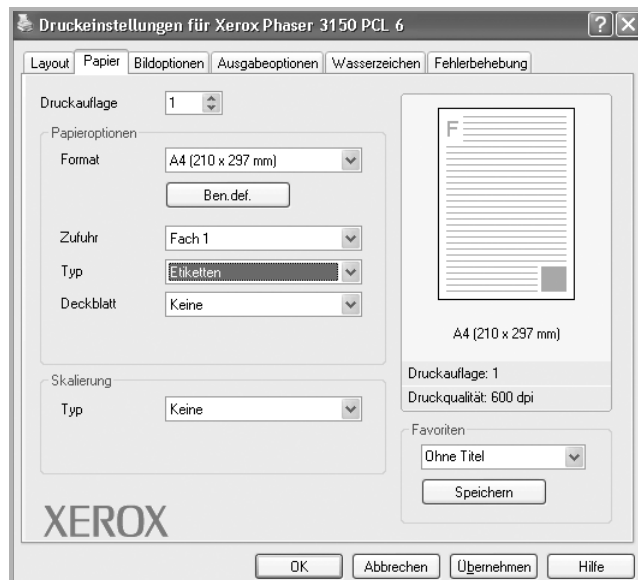 Druckeinstellungen für Xerox Phaser 3150 PCL 6
Layout Papier Bildoptionen Ausgabeoptionen Wasserzeichen Fehlerbehebung
Druckauflage 1
Papieroptionen
Format A4 (210 x 297 mm)
Ben.def.
Zufuhr Fach 1
Typ Etiketten
Deckblatt Keine
Skalierung
Typ Keine
XEROX
F
A4 (210 x 297 mm)
Druckauflage: 1
Druckqualität: 600 dpi
Favoriten
Ohne Titel
Speichern
OK Abbrechen Übernehmen Hilfe